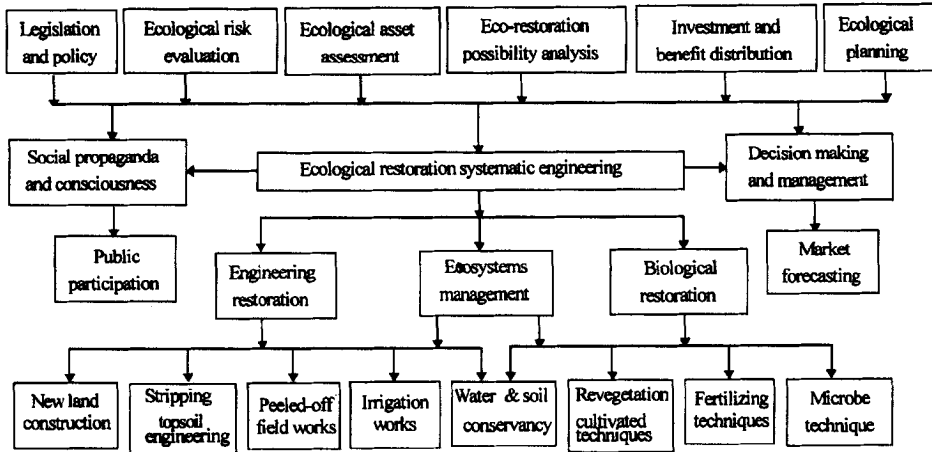 Legislation
and policy
Ecological risk
evaluation
Ecological asset
assessment
Eco-restoration
possibility analysis
Investment and
benefit distribution
Ecological
planning
Social propaganda
and consciousness
Ecological restoration systematic engineering
Decision making
and management
Public
participation
Engineering
restoration
Ecosystems
management
Biological
restoration
Market
forecasting
New land
construction
Stripping
topsoil
engineering
Peeled-off
field works
Irrigation
works
Water & soil
conservancy
Revegetation
cultivated
techniques
Fertilizing
techniques
Microbe
technique